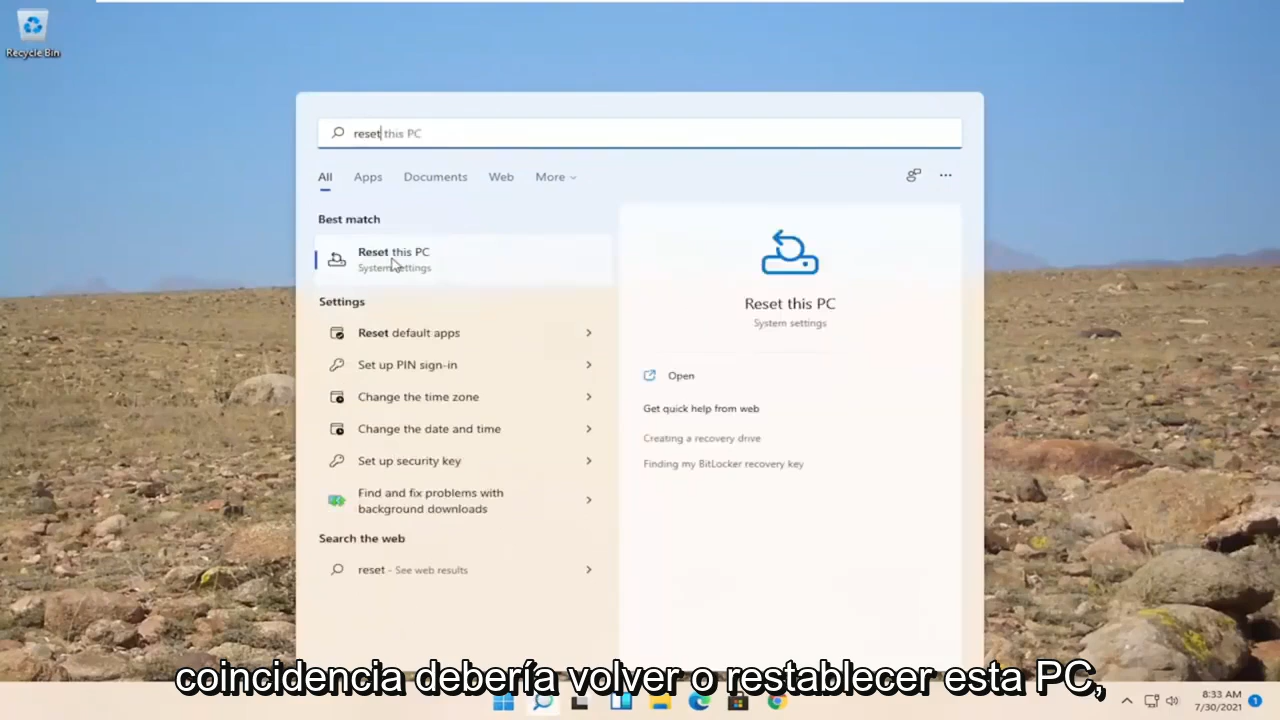 Recycle Bin
reset this PC
All Apps Documents Web More
Best match
Reset this PC
System settings
Settings
Reset default apps
Set up PIN sign-in
Change the time zone
Change the date and time
Set up security key
Find and fix problems with
background downloads
Search the web
reset - See web results
Reset this PC
System settings
Open
Get quick help from web
Creating a recovery drive
Finding my BitLocker recovery key
coincidencia debería volver o restablecer esta PC,
8:33 AM
7/30/2021
1